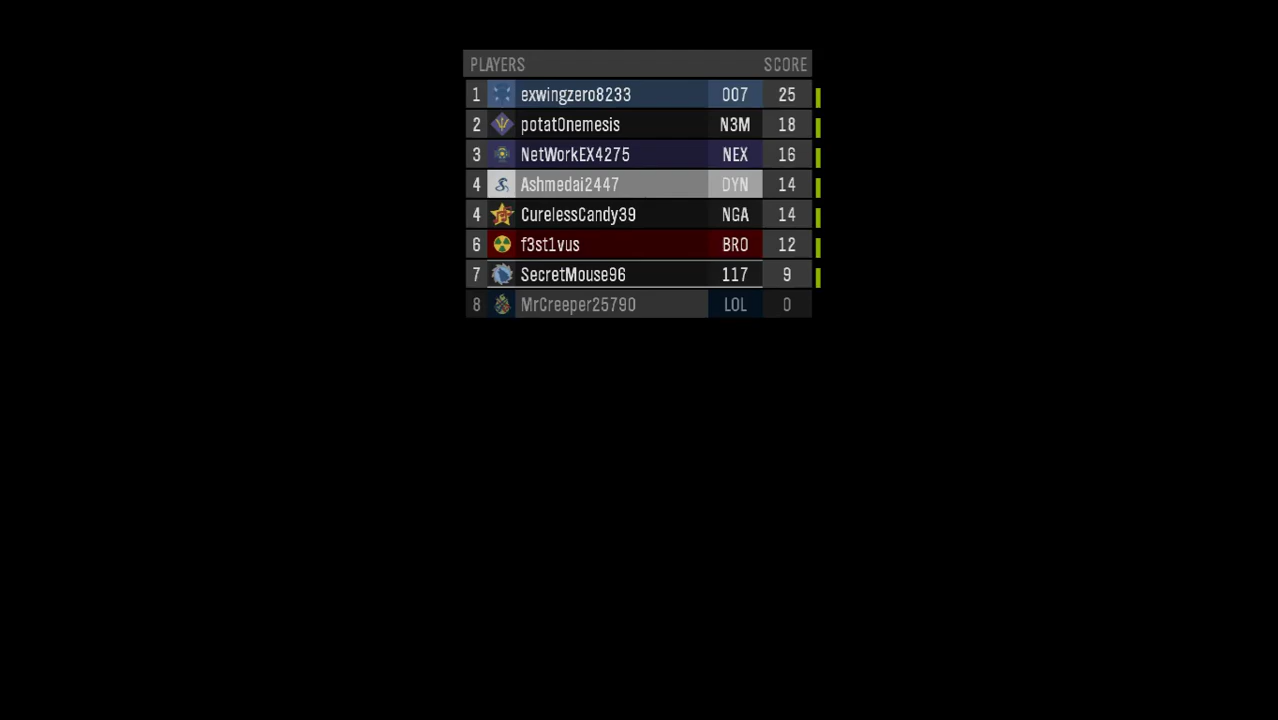 PLAYERS SCORE
1 exwingzero8233 007 25
2 potat0nemesis N3M 18
3 NetWorkEX4275 NEX 16
4 Ashmedai2447 DYN 14
4 CurelessCandy39 NGA 14
6 f3st1vus BRO 12
7 SecretMouse96 117 9
8 MrCreeper25790 LOL 0